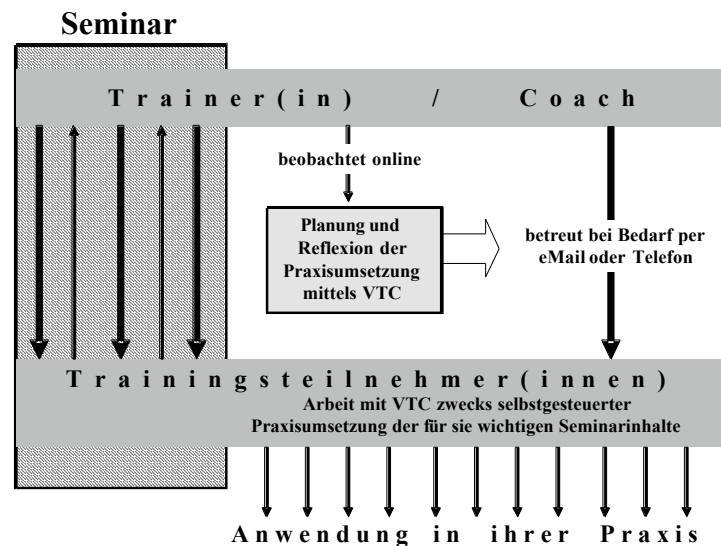 Seminar
Trainer(in) / Coach
beobachtet online
Planung und
Reflexion der
Praxisumsetzung
mittels VTC
betreut bei Bedarf per
eMail oder Telefon
Trainingsteilnehmer(innen)
Arbeit mit VTC zwecks selbstgesteuerter
Praxisumsetzung der für sie wichtigen Seminarinhalte
Anwendung in ihrer Praxis